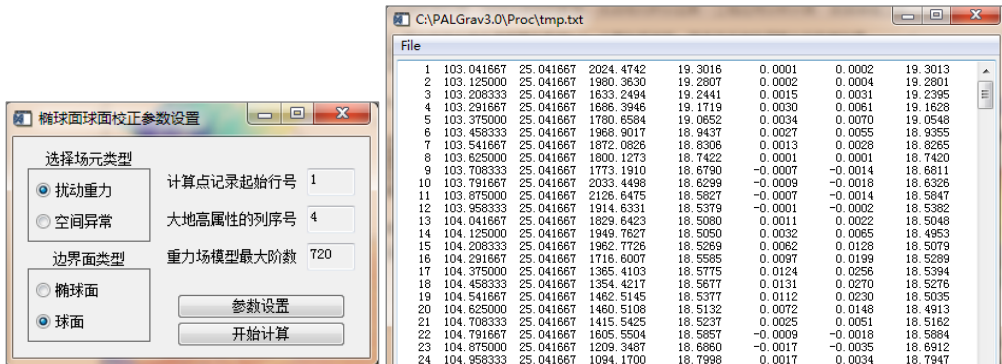 椭球面球面校正参数设置
选择场元类型
扰动重力
空间异常
边界面类型
椭球面
球面
计算点记录起始行号 1
大地高属性的列序号 4
重力场模型最大阶数 720
参数设置
开始计算
C:\PALGrav3.0\Proc\tmp.txt
File
1 103.041667 25.041667 2024.4742 19.3016 0.0001 0.0002 19.3013
2 103.125000 25.041667 1980.3630 19.2807 0.0002 0.0004 19.2801
3 103.208333 25.041667 1633.2494 19.2441 0.0015 0.0031 19.2395
4 103.291667 25.041667 1686.3946 19.1719 0.0030 0.0061 19.1628
5 103.375000 25.041667 1780.6584 19.0652 0.0034 0.0070 19.0548
6 103.458333 25.041667 1968.9017 18.9437 0.0027 0.0055 18.9355
7 103.541667 25.041667 1872.0826 18.8306 0.0013 0.0028 18.8265
8 103.625000 25.041667 1800.1273 18.7422 0.0001 0.0001 18.7420
9 103.708333 25.041667 1773.1910 18.6790 -0.0007 -0.0014 18.6811
10 103.791667 25.041667 2033.4498 18.6299 -0.0009 -0.0018 18.6326
11 103.875000 25.041667 2126.6475 18.5827 -0.0007 -0.0014 18.5847
12 103.958333 25.041667 1914.6331 18.5379 -0.0001 -0.0002 18.5382
13 104.041667 25.041667 1829.6423 18.5080 0.0011 0.0022 18.5048
14 104.125000 25.041667 1949.7627 18.5050 0.0032 0.0065 18.4953
15 104.208333 25.041667 1962.7726 18.5269 0.0062 0.0128 18.5079
16 104.291667 25.041667 1716.6007 18.5585 0.0097 0.0199 18.5289
17 104.375000 25.041667 1365.4103 18.5775 0.0124 0.0256 18.5394
18 104.458333 25.041667 1354.4217 18.5677 0.0131 0.0270 18.5276
19 104.541667 25.041667 1462.5145 18.5377 0.0112 0.0230 18.5035
20 104.625000 25.041667 1460.5108 18.5132 0.0072 0.0148 18.4913
21 104.708333 25.041667 1415.5425 18.5237 0.0025 0.0051 18.5162
22 104.791667 25.041667 1605.5504 18.5857 -0.0009 -0.0018 18.5884
23 104.875000 25.041667 1209.3487 18.6860 -0.0017 -0.0035 18.6912
24 104.958333 25.041667 1094.1700 18.7998 0.0017 0.0034 18.7947